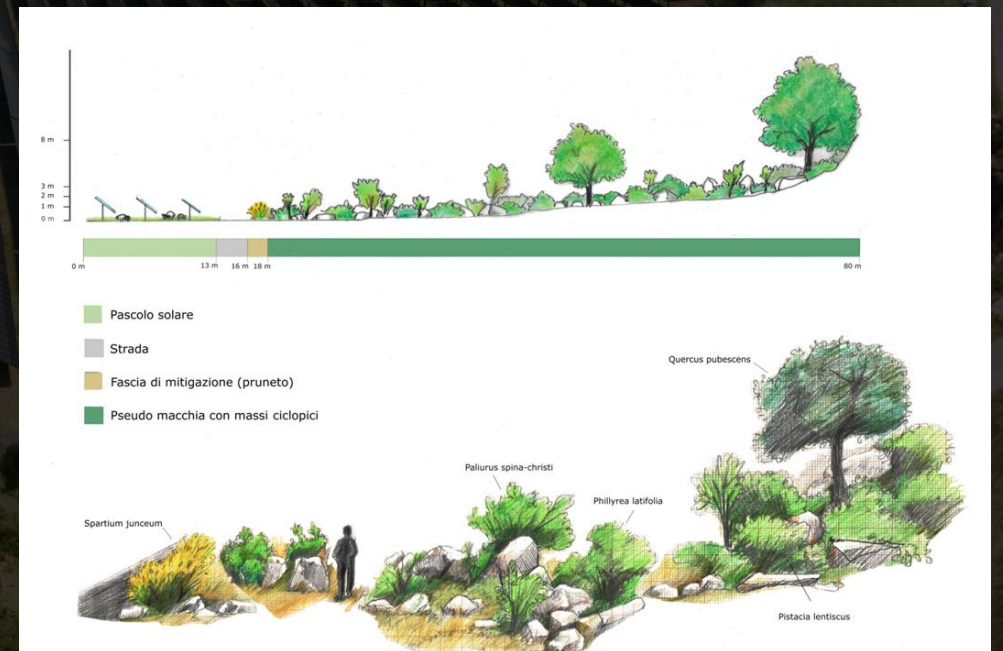 8 m
3 m
2 m
1 m
0 m
0 m
13 m
16 m
18 m
80 m
Pascolo solare
Strada
Fascia di mitigazione (pruneto)
Pseudo macchia con massi ciclopici
Quercus pubescens
Paliurus spina-christi
Phillyrea latifolia
Spartium junceum
Pistacia lentiscus